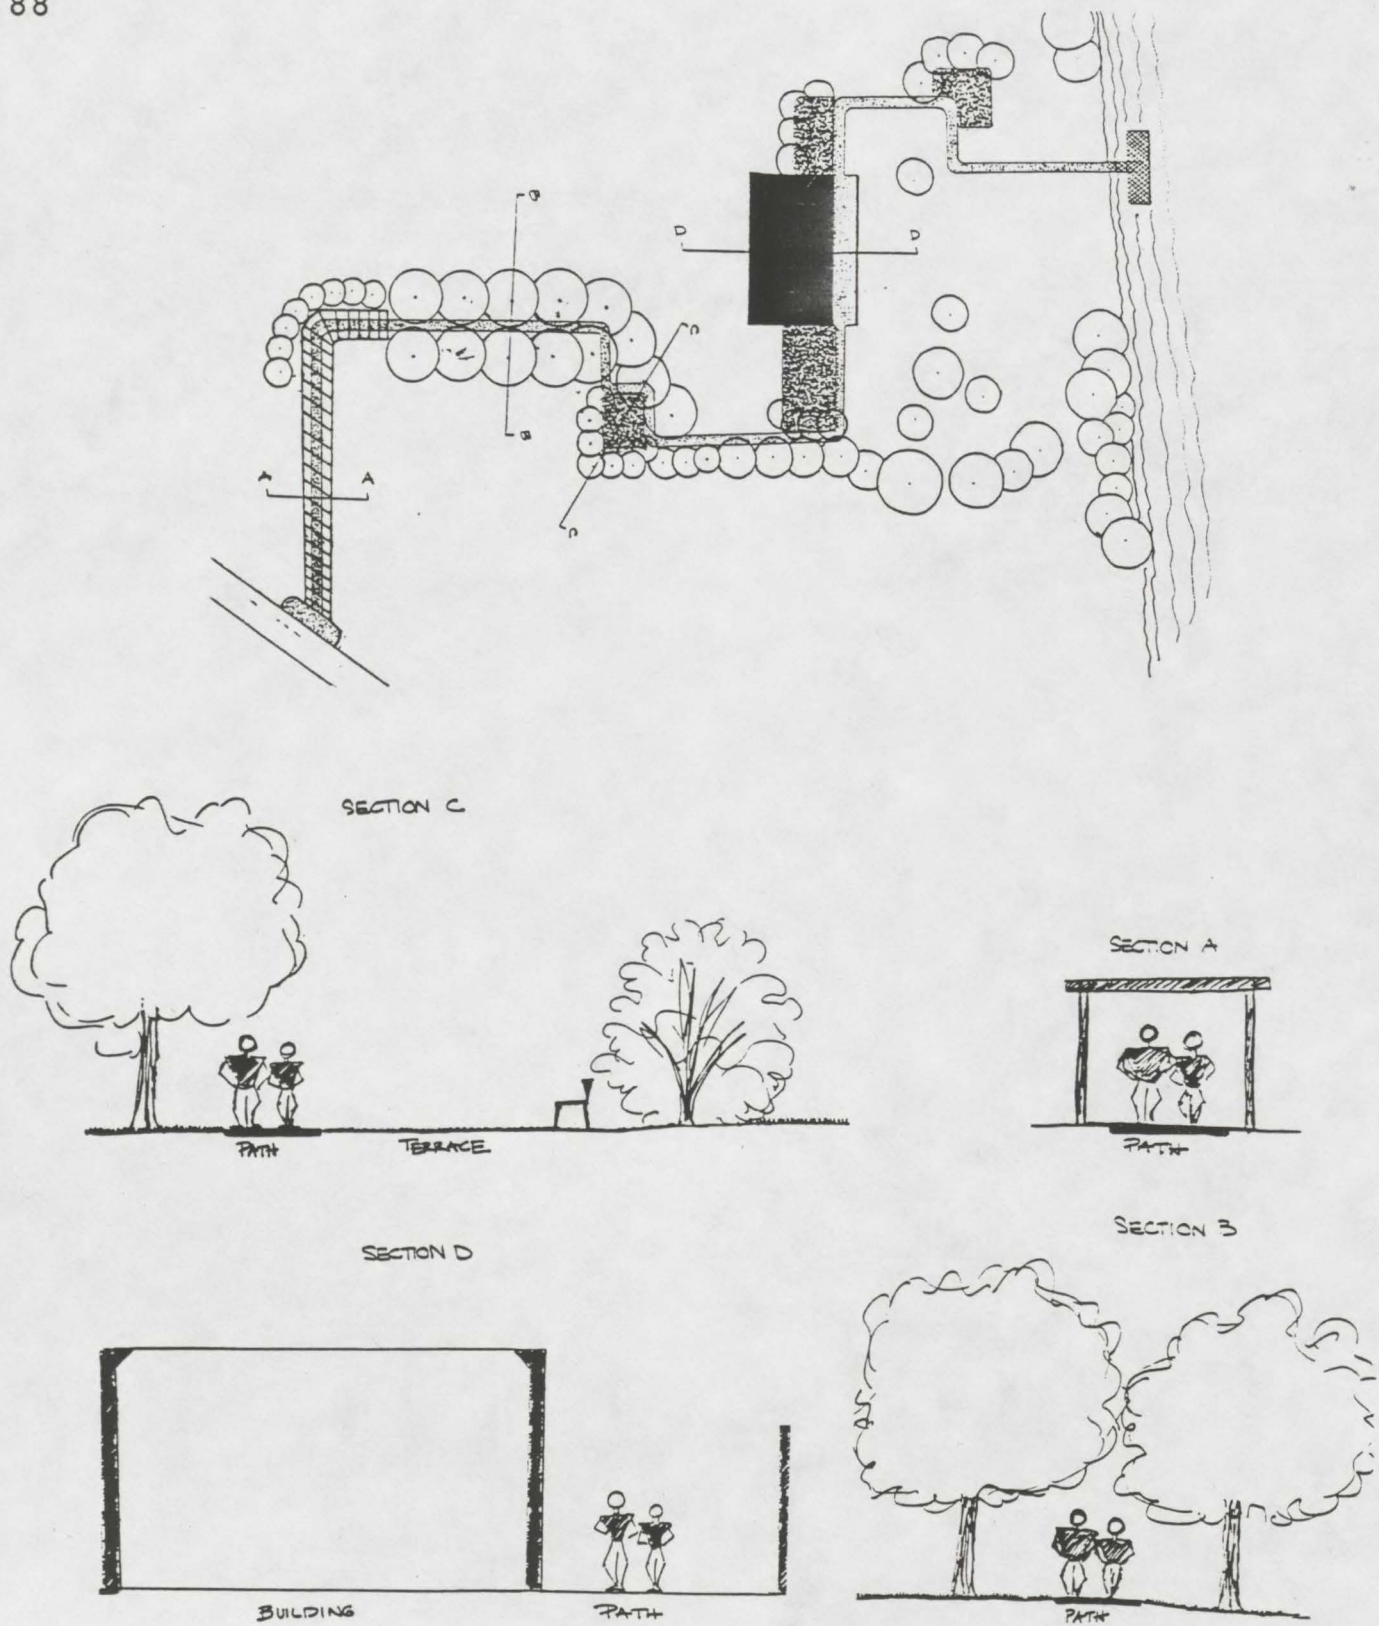 88
B
D
D
C
B
A
A
C
SECTION C
SECTION A
PATH
TERRACE
PATH
SECTION B
SECTION D
BUILDING
PATH
PATH